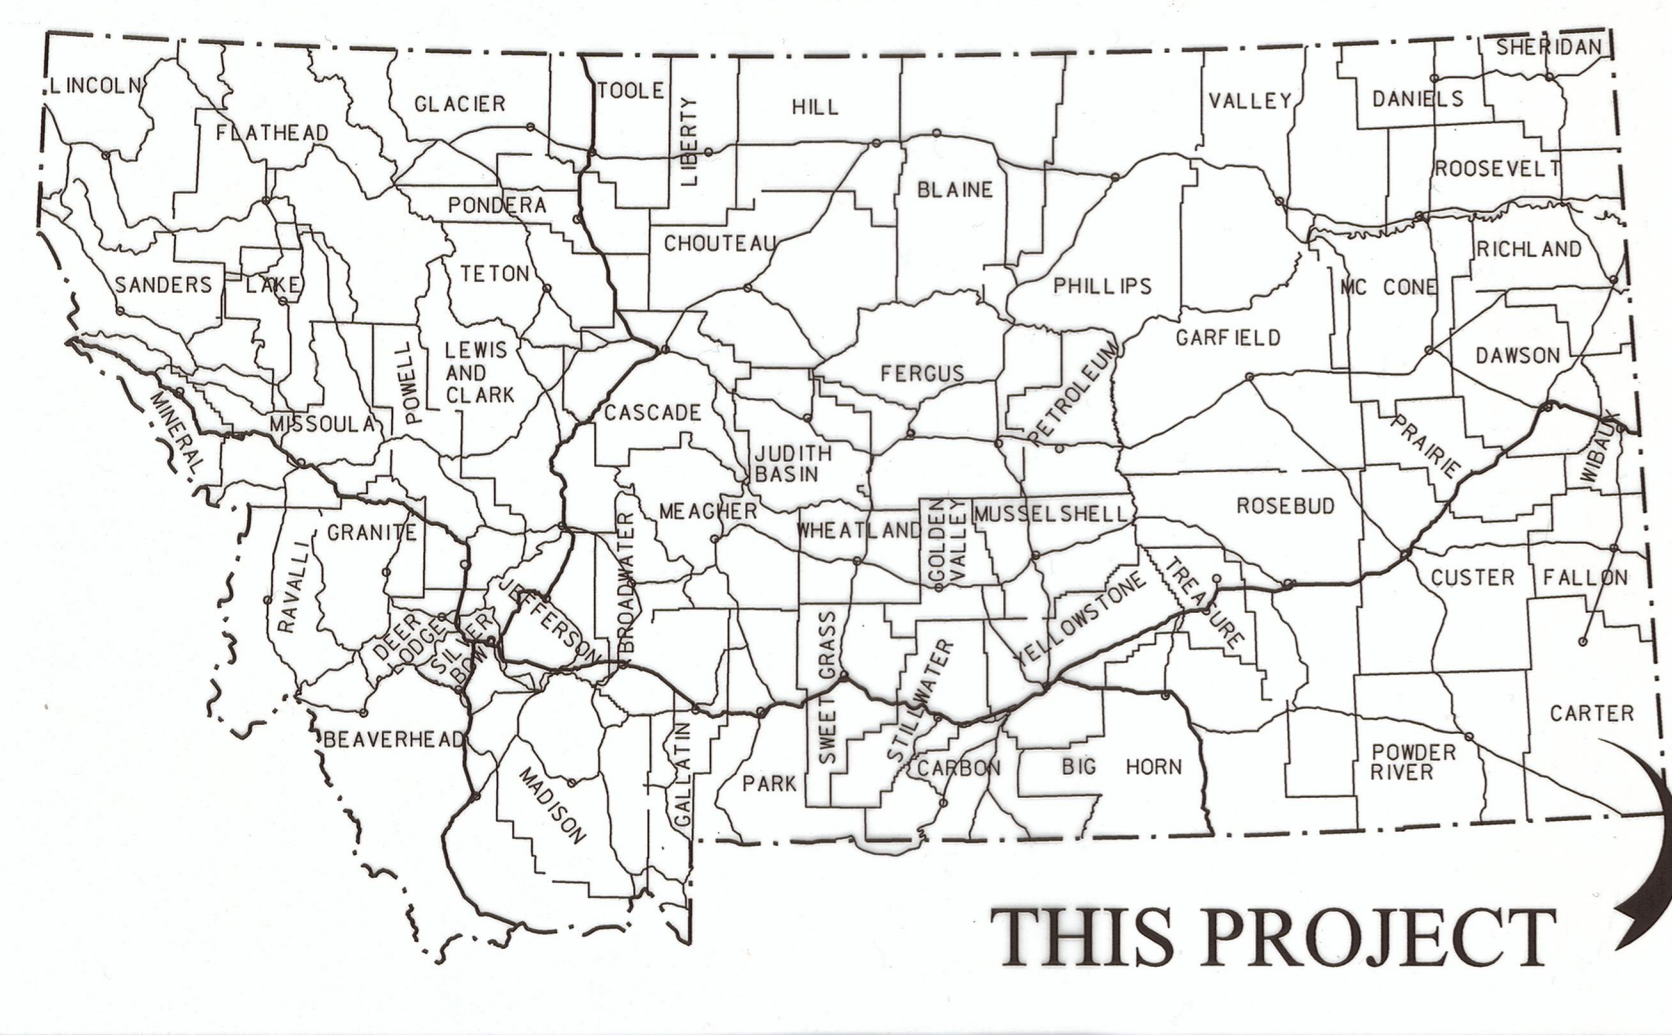 SHERIDAN
LINCOLN
FLATHEAD
GLACIER
TOOLE
LIBERTY
HILL
BLAINE
VALLEY
DANIELS
ROOSEVELT
PONDERA
CHOUTEAU
PHILLIPS
RICHLAND
MC CONE
SANDERS
LAKE
TETON
GARFIELD
DAWSON
MINERAL
MISSOULA
POWELL
LEWIS
AND
CLARK
CASCADE
FERGUS
PETROLEUM
PRAIRIE
WIBAUX
JUDITH
BASIN
MEAGHER
WHEATLAND
GOLDEN
VALLEY
MUSSELSHELL
ROSEBUD
GRANITE
RAVALLI
DEER
LODGE
SILVER
BOW
JEFFERSON
BROADWATER
TREASURE
YELLOWSTONE
CUSTER
FALLON
SWEET GRASS
STILLWATER
BEAVERHEAD
MADISON
GALLATIN
PARK
CARBON
BIG HORN
POWDER
RIVER
CARTER
THIS PROJECT